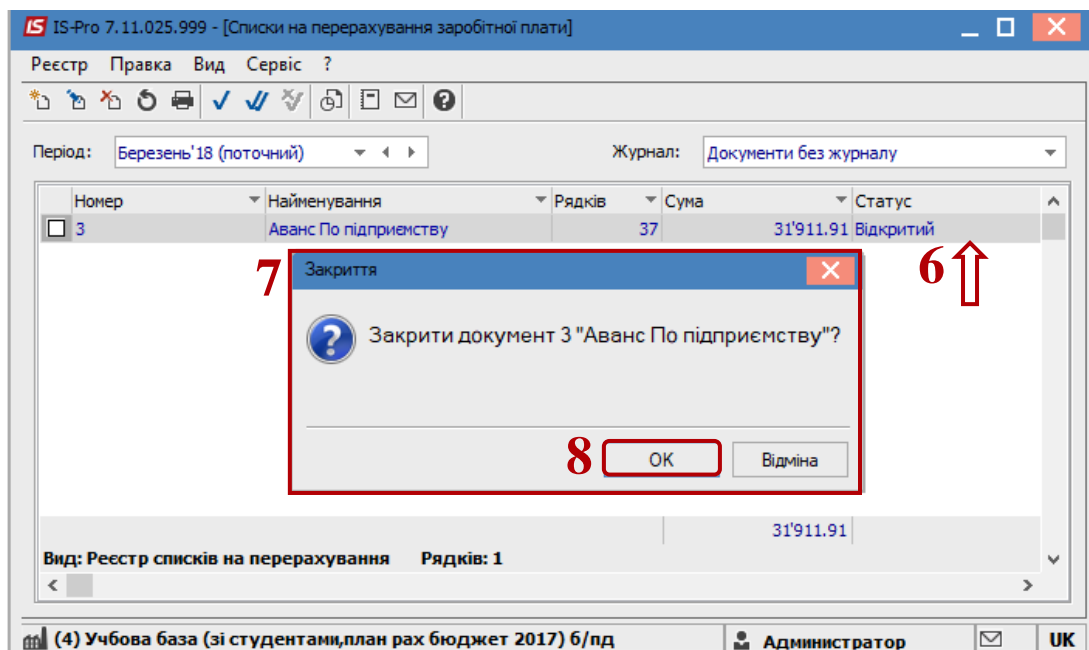 IS-Pro 7.11.025.999 - [Списки на перерахування заробітної плати]
Реєстр Правка Вид Сервіс ?
Період: Березень'18 (поточний) Журнал: Документи без журналу
Номер Найменування Рядків Сума Статус
3 Аванс По підприємству 37 31'911.91 Відкритий
6
7 Закриття
Закрити документ 3 "Аванс По підприємству"?
8 OK Відміна
31'911.91
Вид: Реєстр списків на перерахування Рядків: 1
(4) Учбова база (зі студентами,план рах бюджет 2017) б/пд Администратор UK